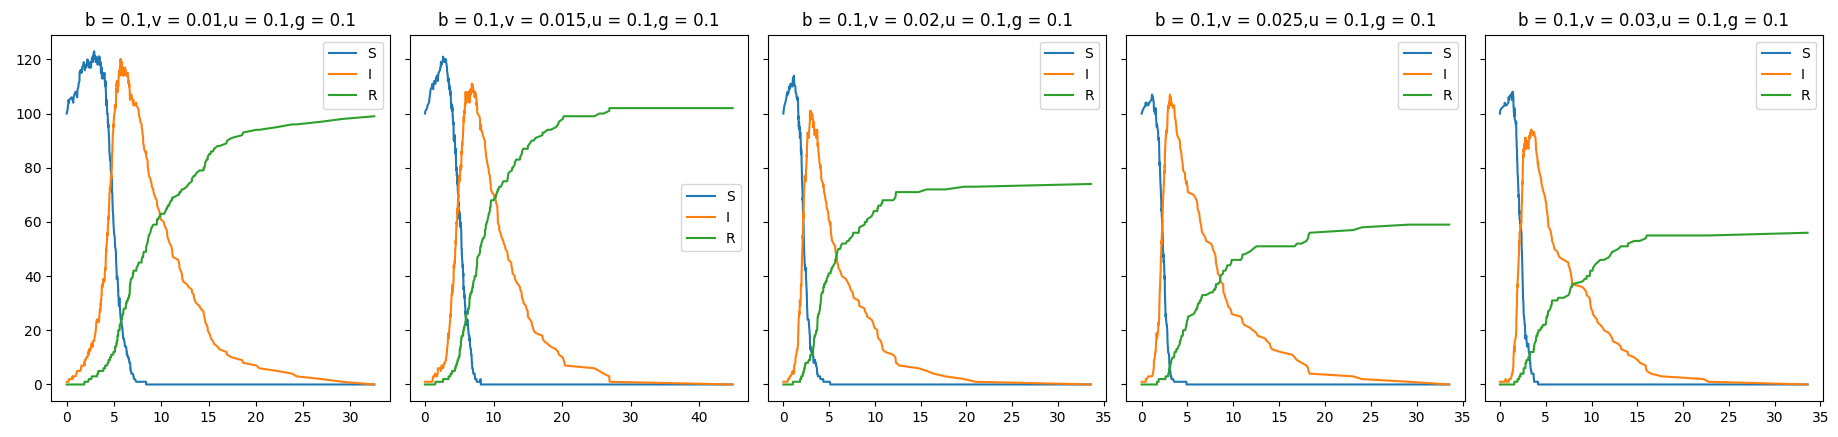 b = 0.1,v = 0.01,u = 0.1,g = 0.1
S
I
R
120
100
80
60
40
20
0
0 5 10 15 20 25 30
b = 0.1,v = 0.015,u = 0.1,g = 0.1
S
I
R
0 10 20 30 40
b = 0.1,v = 0.02,u = 0.1,g = 0.1
S
I
R
0 5 10 15 20 25 30 35
b = 0.1,v = 0.025,u = 0.1,g = 0.1
S
I
R
0 5 10 15 20 25 30 35
b = 0.1,v = 0.03,u = 0.1,g = 0.1
S
I
R
0 5 10 15 20 25 30 35